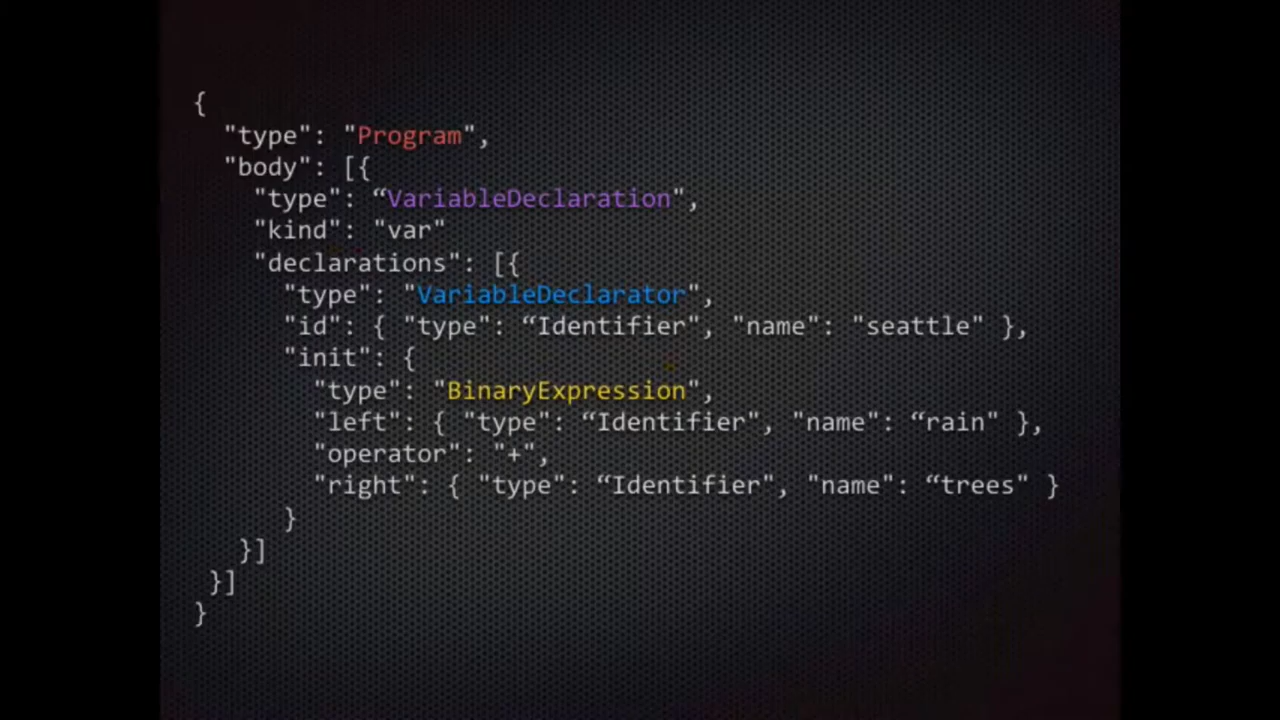 {
"type": "Program",
"body": [{
"type": “VariableDeclaration",
"kind": "var"
"declarations": [{
"type": "VariableDeclarator",
"id": { "type": “Identifier", "name": "seattle" },
"init": {
"type": "BinaryExpression",
"left": { "type": “Identifier", "name": “rain" },
"operator": "+",
"right": { "type": “Identifier", "name": “trees" }
}
}]
}]
}